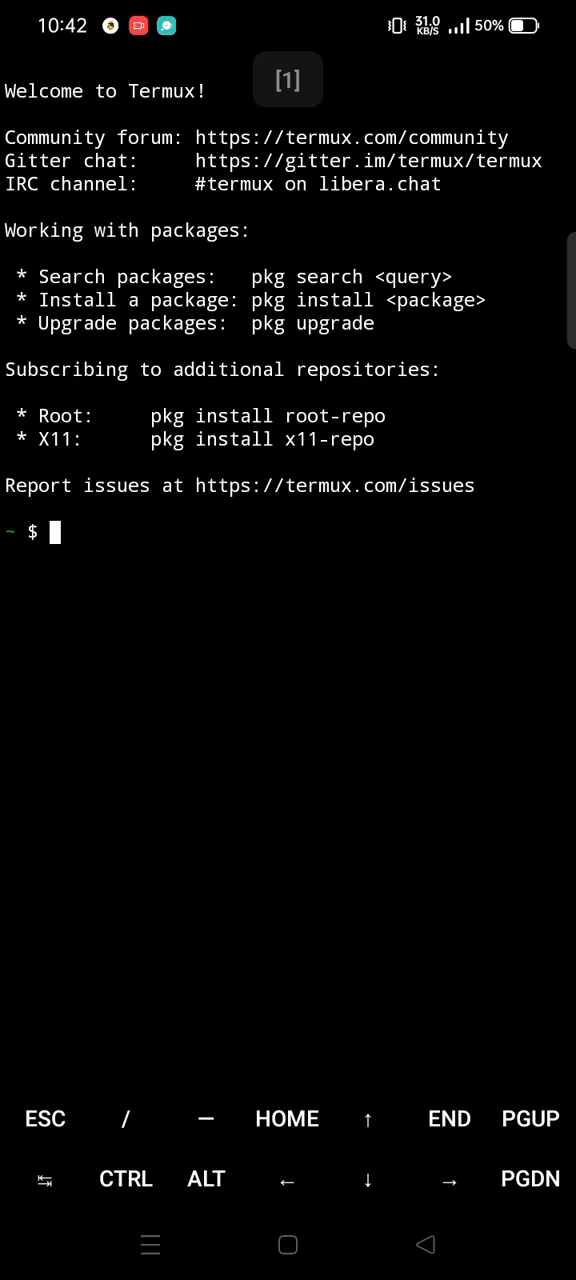 10:42 31.0 KB/S 50%
[1]
Welcome to Termux!
Community forum: https://termux.com/community
Gitter chat: https://gitter.im/termux/termux
IRC channel: #termux on libera.chat
Working with packages:
* Search packages: pkg search <query>
* Install a package: pkg install <package>
* Upgrade packages: pkg upgrade
Subscribing to additional repositories:
* Root: pkg install root-repo
* X11: pkg install x11-repo
Report issues at https://termux.com/issues
~ $
ESC / — HOME ↑ END PGUP
↹ CTRL ALT ← ↓ → PGDN